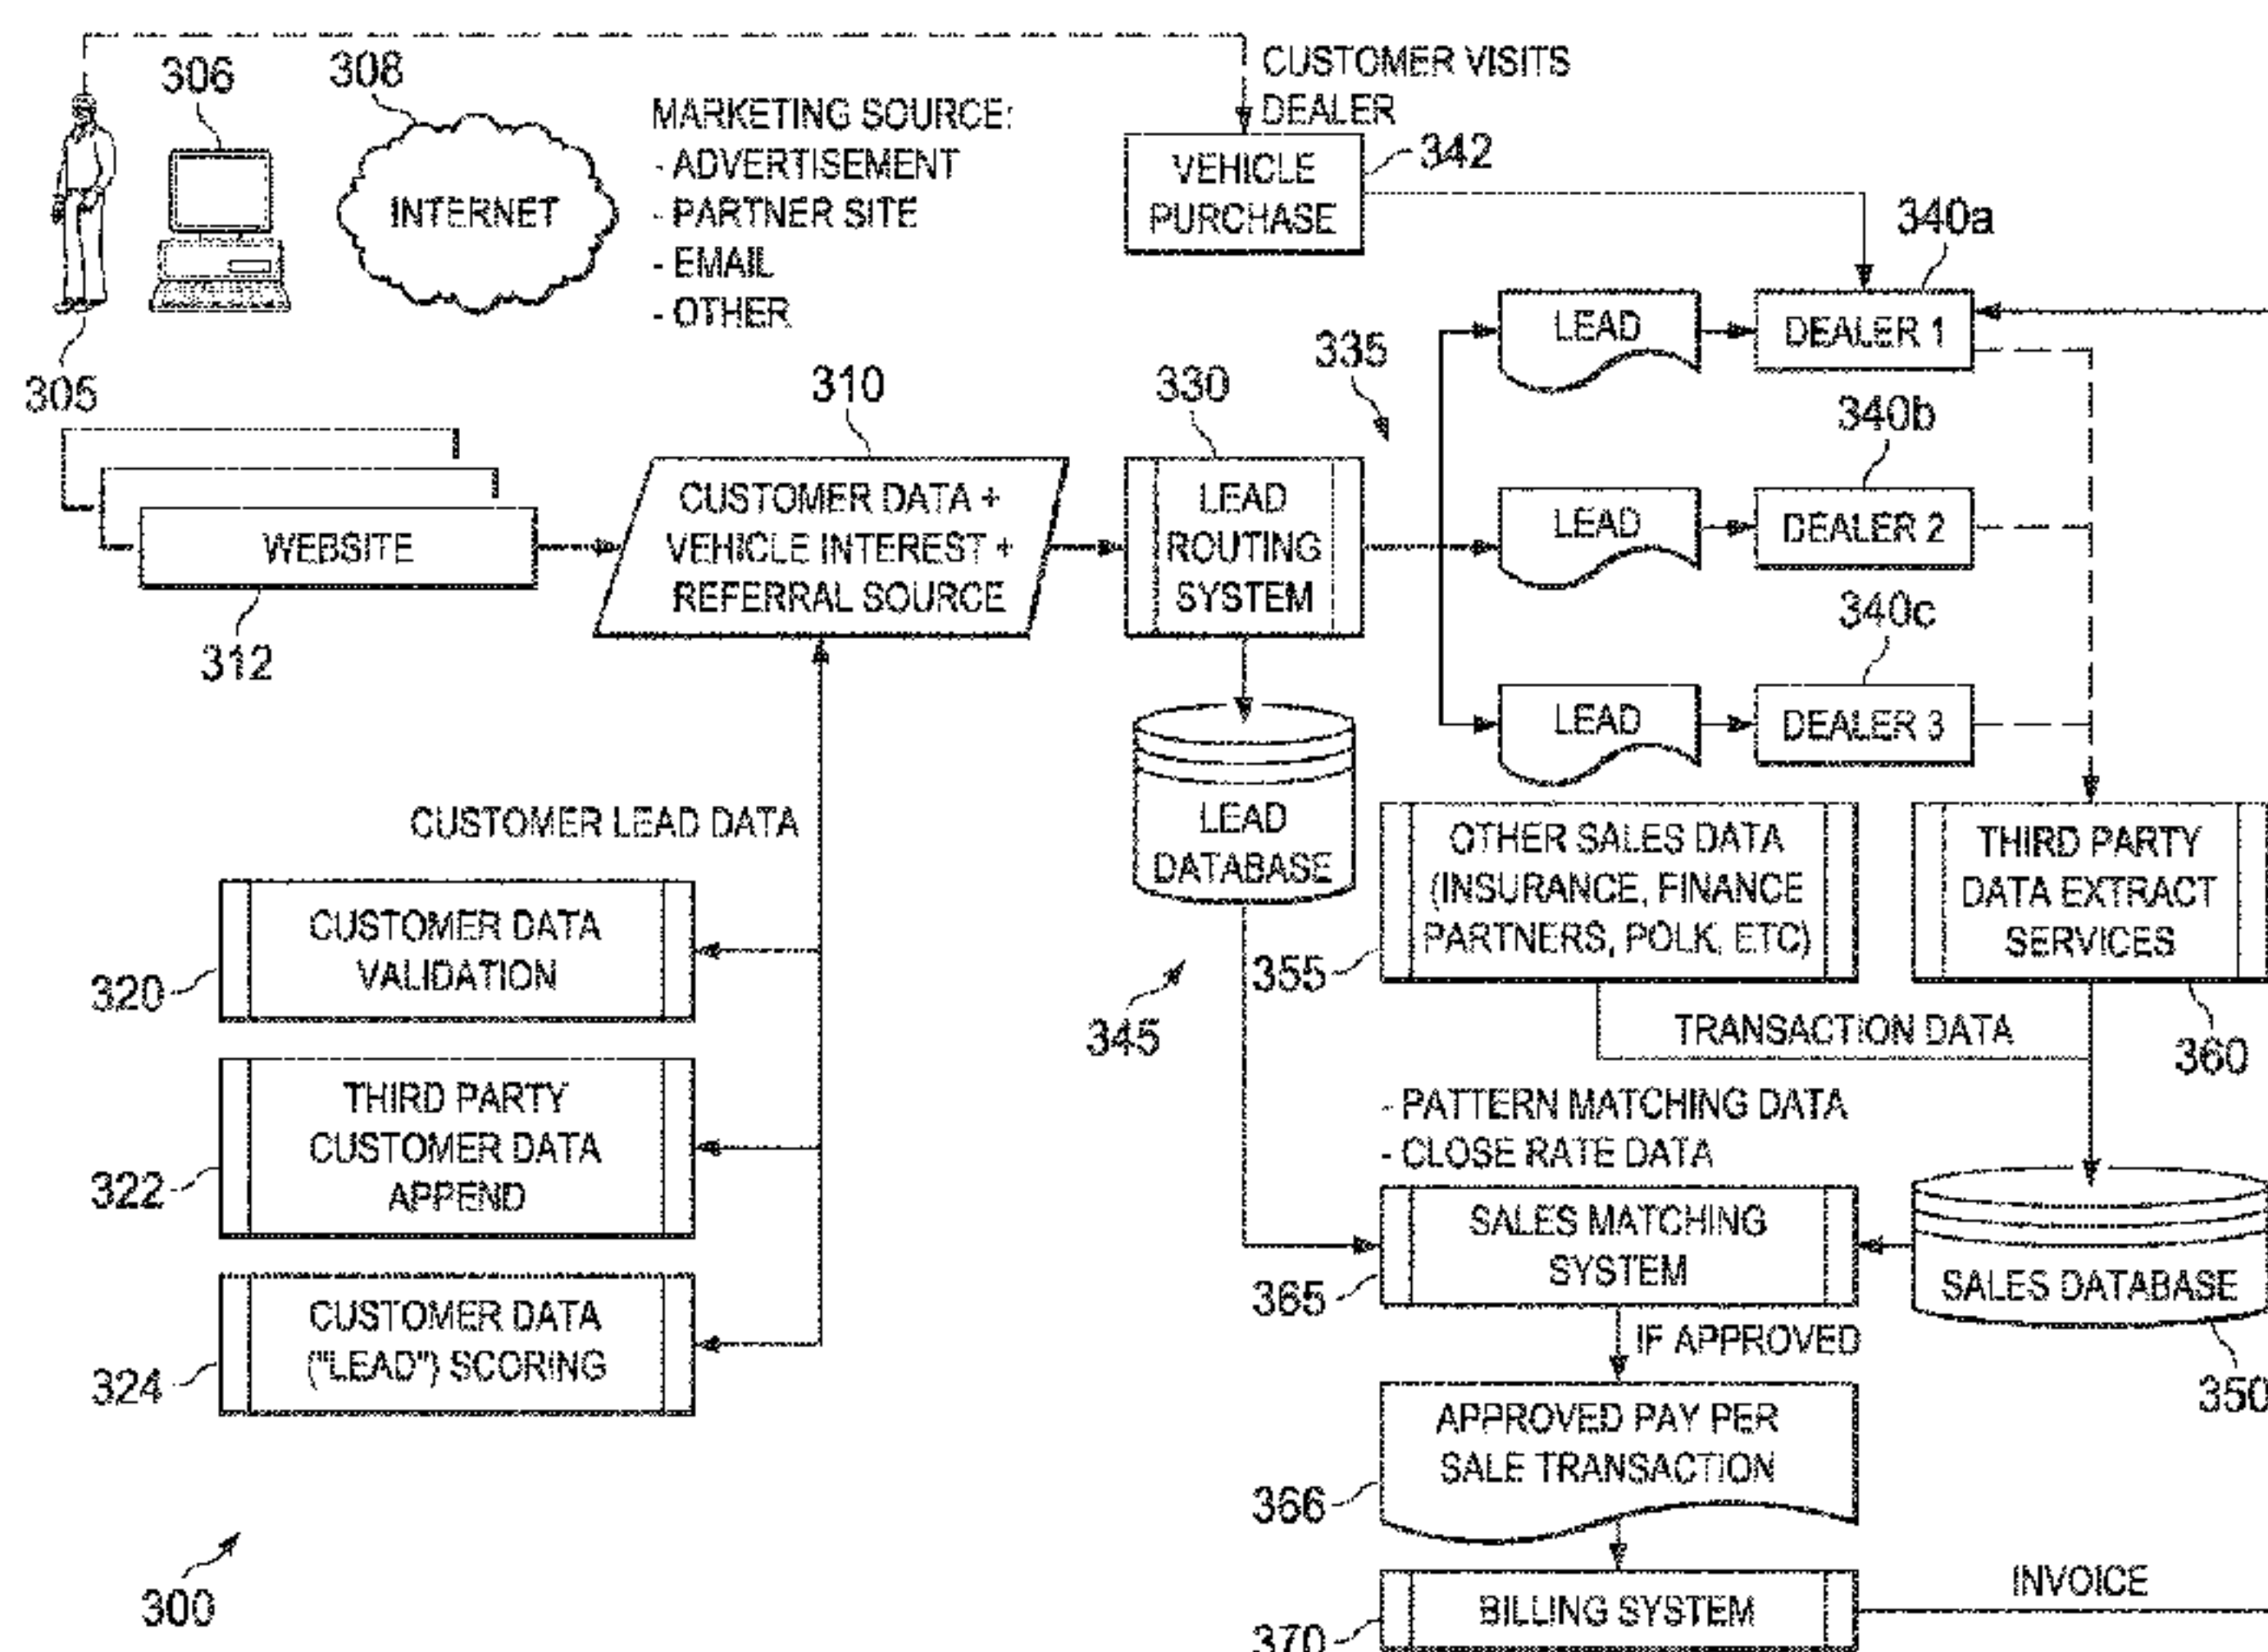 306
308
CUSTOMER VISITS
DEALER
MARKETING SOURCE:
- ADVERTISEMENT
- PARTNER SITE
- EMAIL
- OTHER
INTERNET
305
VEHICLE
PURCHASE
342
340a
335
LEAD
DEALER 1
310
330
340b
WEBSITE
312
CUSTOMER DATA +
VEHICLE INTEREST +
REFERRAL SOURCE
LEAD
ROUTING
SYSTEM
LEAD
DEALER 2
340c
LEAD
DEALER 3
CUSTOMER LEAD DATA
LEAD
DATABASE
345
OTHER SALES DATA
(INSURANCE, FINANCE
PARTNERS, POLK, ETC)
355
THIRD PARTY
DATA EXTRACT
SERVICES
360
CUSTOMER DATA
VALIDATION
320
TRANSACTION DATA
THIRD PARTY
CUSTOMER DATA
APPEND
322
- PATTERN MATCHING DATA
- CLOSE RATE DATA
SALES MATCHING
SYSTEM
365
SALES DATABASE
350
CUSTOMER DATA
("LEAD") SCORING
324
IF APPROVED
APPROVED PAY PER
SALE TRANSACTION
366
300
BILLING SYSTEM
370
INVOICE